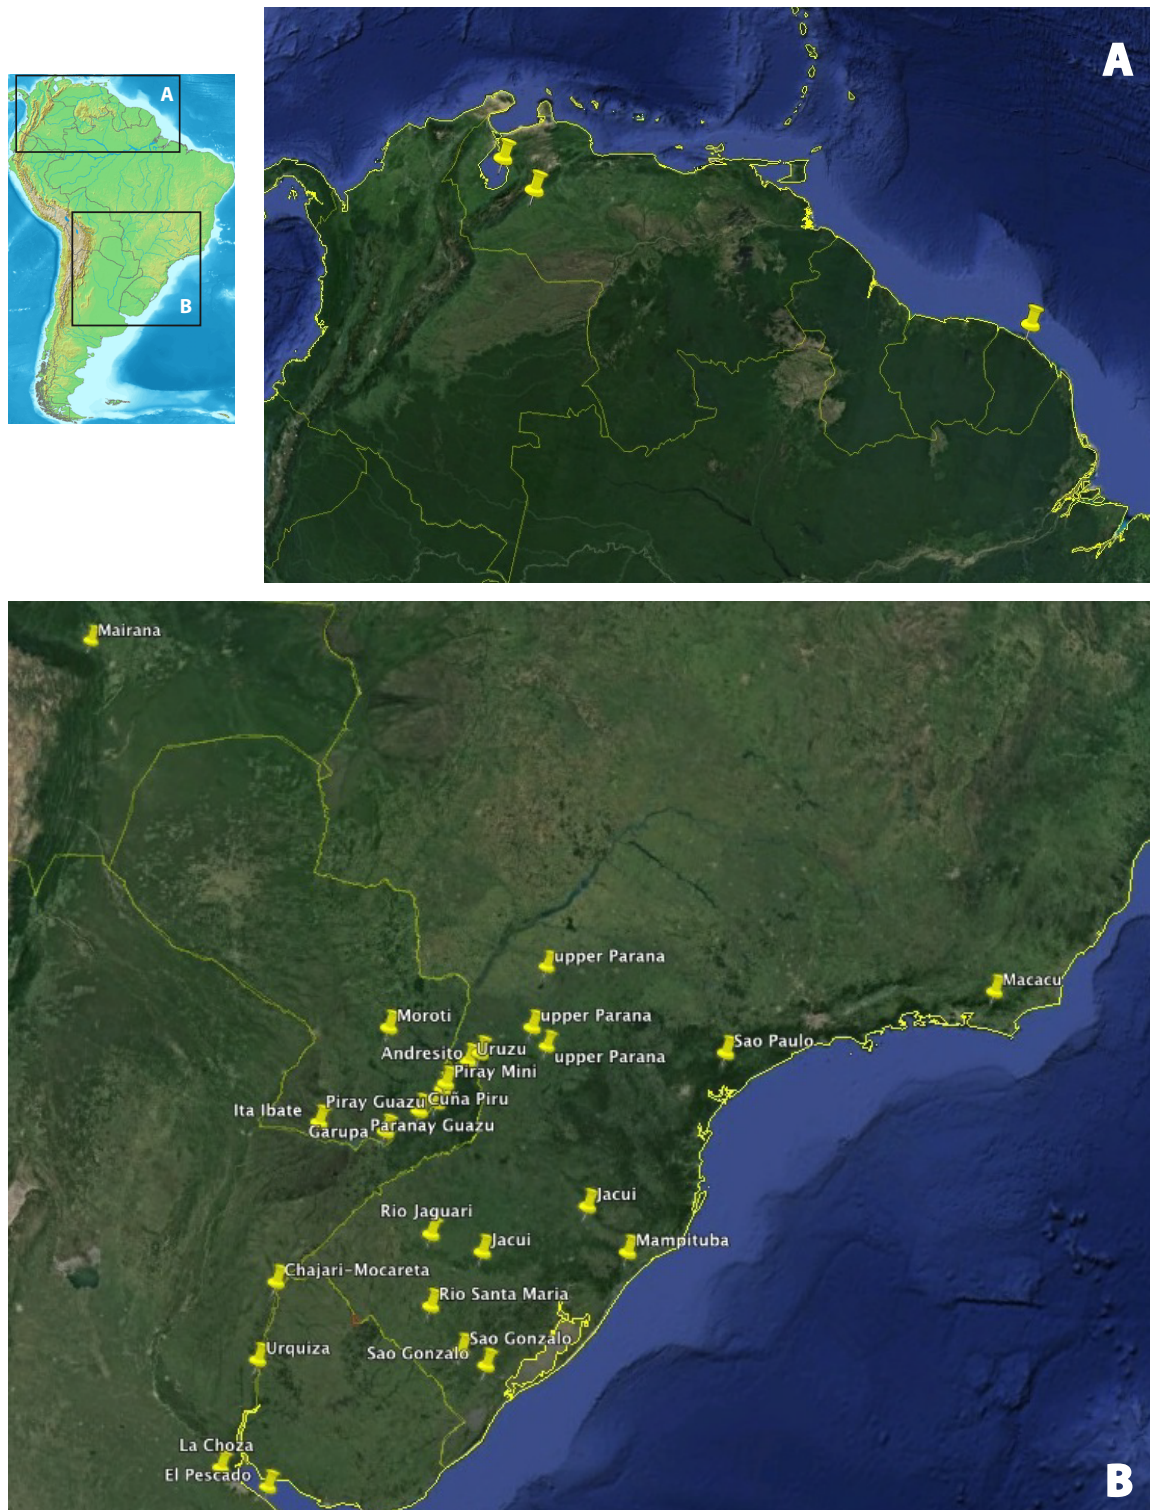 A
B
A
Mairana
upper Parana
Macacu
Moroti
upper Parana
Sao Paulo
Andresito
Uruzu
upper Parana
Piray Mini
Piray Guazu
Cuña Piru
Ita Ibate
Garupa
Paranay Guazu
Jacui
Rio Jaguari
Jacui
Mampituba
Chajari-Mocareta
Rio Santa Maria
Sao Gonzalo
Urquiza
Sao Gonzalo
La Choza
El Pescado
B